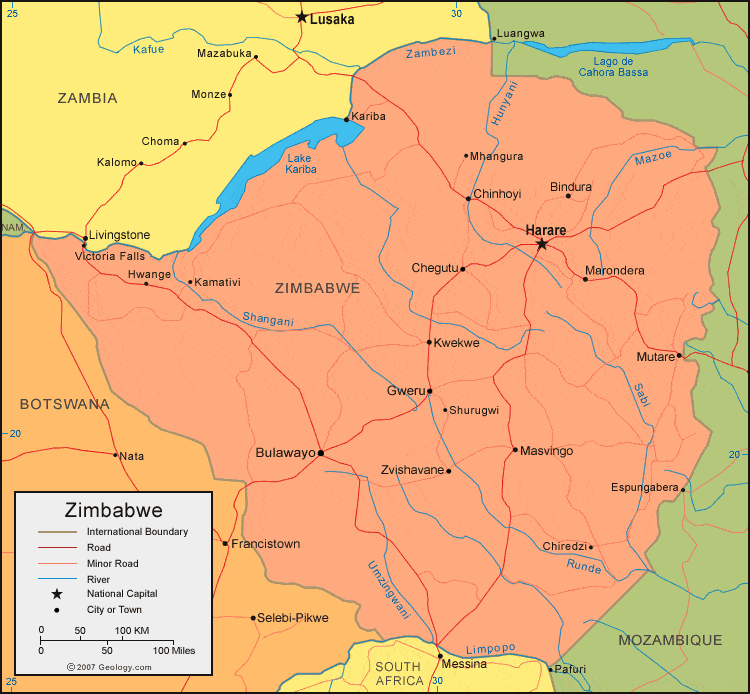 25
30
Lusaka
Luangwa
Kafue
Zambezi
Mazabuka
Lago de
Cahora Bassa
ZAMBIA
Monze
Hunyani
Kariba
Choma
Mhangura
Mazoe
Lake
Kariba
Kalomo
Bindura
Chinhoyi
NAM.
Livingstone
Harare
Victoria Falls
Hwange
Kamativi
Chegutu
Marondera
ZIMBABWE
Shangani
Kwekwe
Mutare
Gweru
Sabi
BOTSWANA
Shurugwi
20
Bulawayo
Masvingo
20
Nata
Zvishavane
Espungabera
Zimbabwe
International Boundary
Road
Minor Road
River
National Capital
City or Town
0 50 100 KM
0 50 100 Miles
© 2007 Geology.com
Francistown
Chiredzi
Runde
Umzingwani
Selebi-Pikwe
MOZAMBIQUE
Limpopo
Messina
SOUTH
AFRICA
Pafuri
25
30